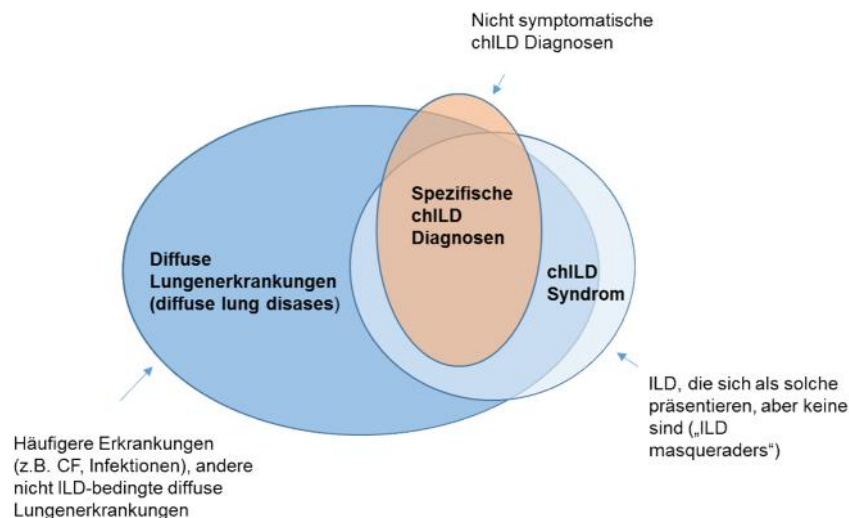 Nicht symptomatische
chILD Diagnosen
Spezifische
chILD
Diagnosen
Diffuse
Lungenerkrankungen
(diffuse lung disases)
chILD
Syndrom
ILD, die sich als solche
präsentieren, aber keine
sind („ILD
masqueraders“)
Häufigere Erkrankungen
(z.B. CF, Infektionen), andere
nicht ILD-bedingte diffuse
Lungenerkrankungen